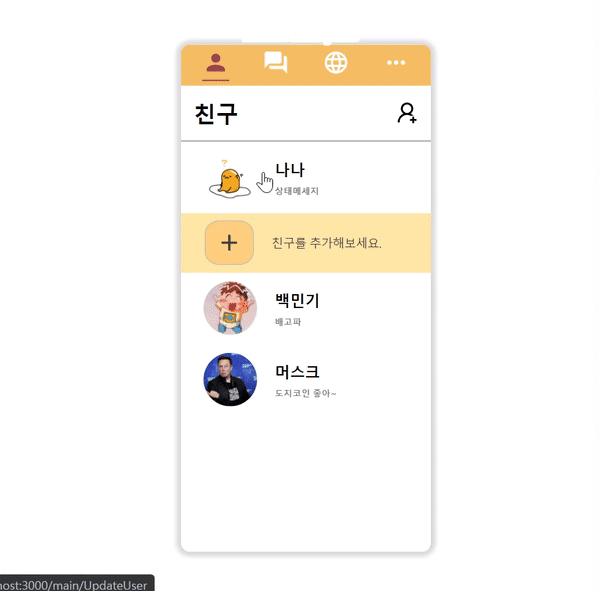 친구
나나
상태메세지
친구를 추가해보세요.
백민기
배고파
머스크
도지코인 좋아~
host:3000/main/UpdateUser